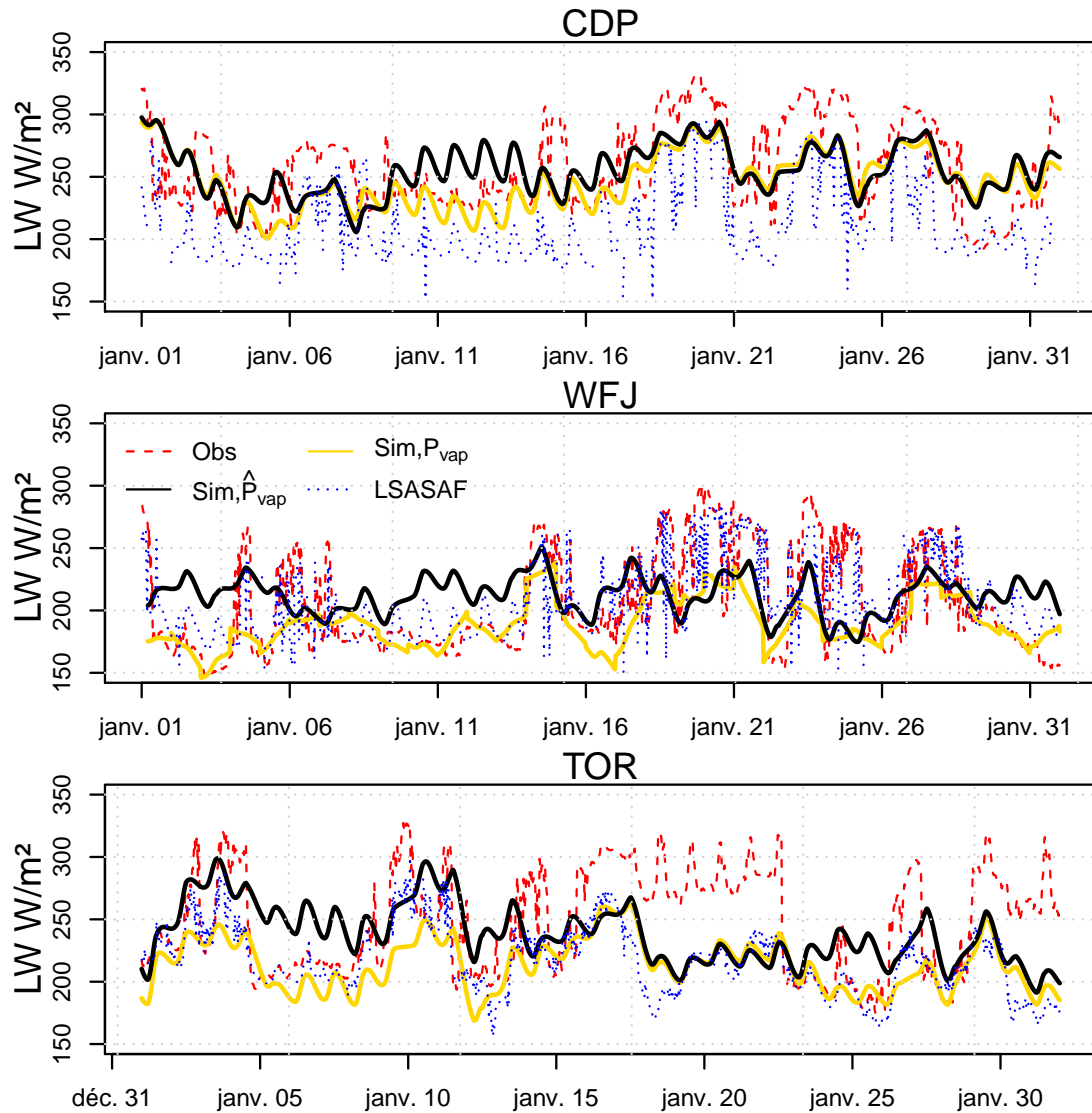 CDP
LW W/m²
350
300
250
200
150
janv. 01 janv. 06 janv. 11 janv. 16 janv. 21 janv. 26 janv. 31
WFJ
LW W/m²
350
300
250
200
150
Obs
Sim,P̂vap
Sim,Pvap
LSASAF
janv. 01 janv. 06 janv. 11 janv. 16 janv. 21 janv. 26 janv. 31
TOR
LW W/m²
350
300
250
200
150
déc. 31 janv. 05 janv. 10 janv. 15 janv. 20 janv. 25 janv. 30